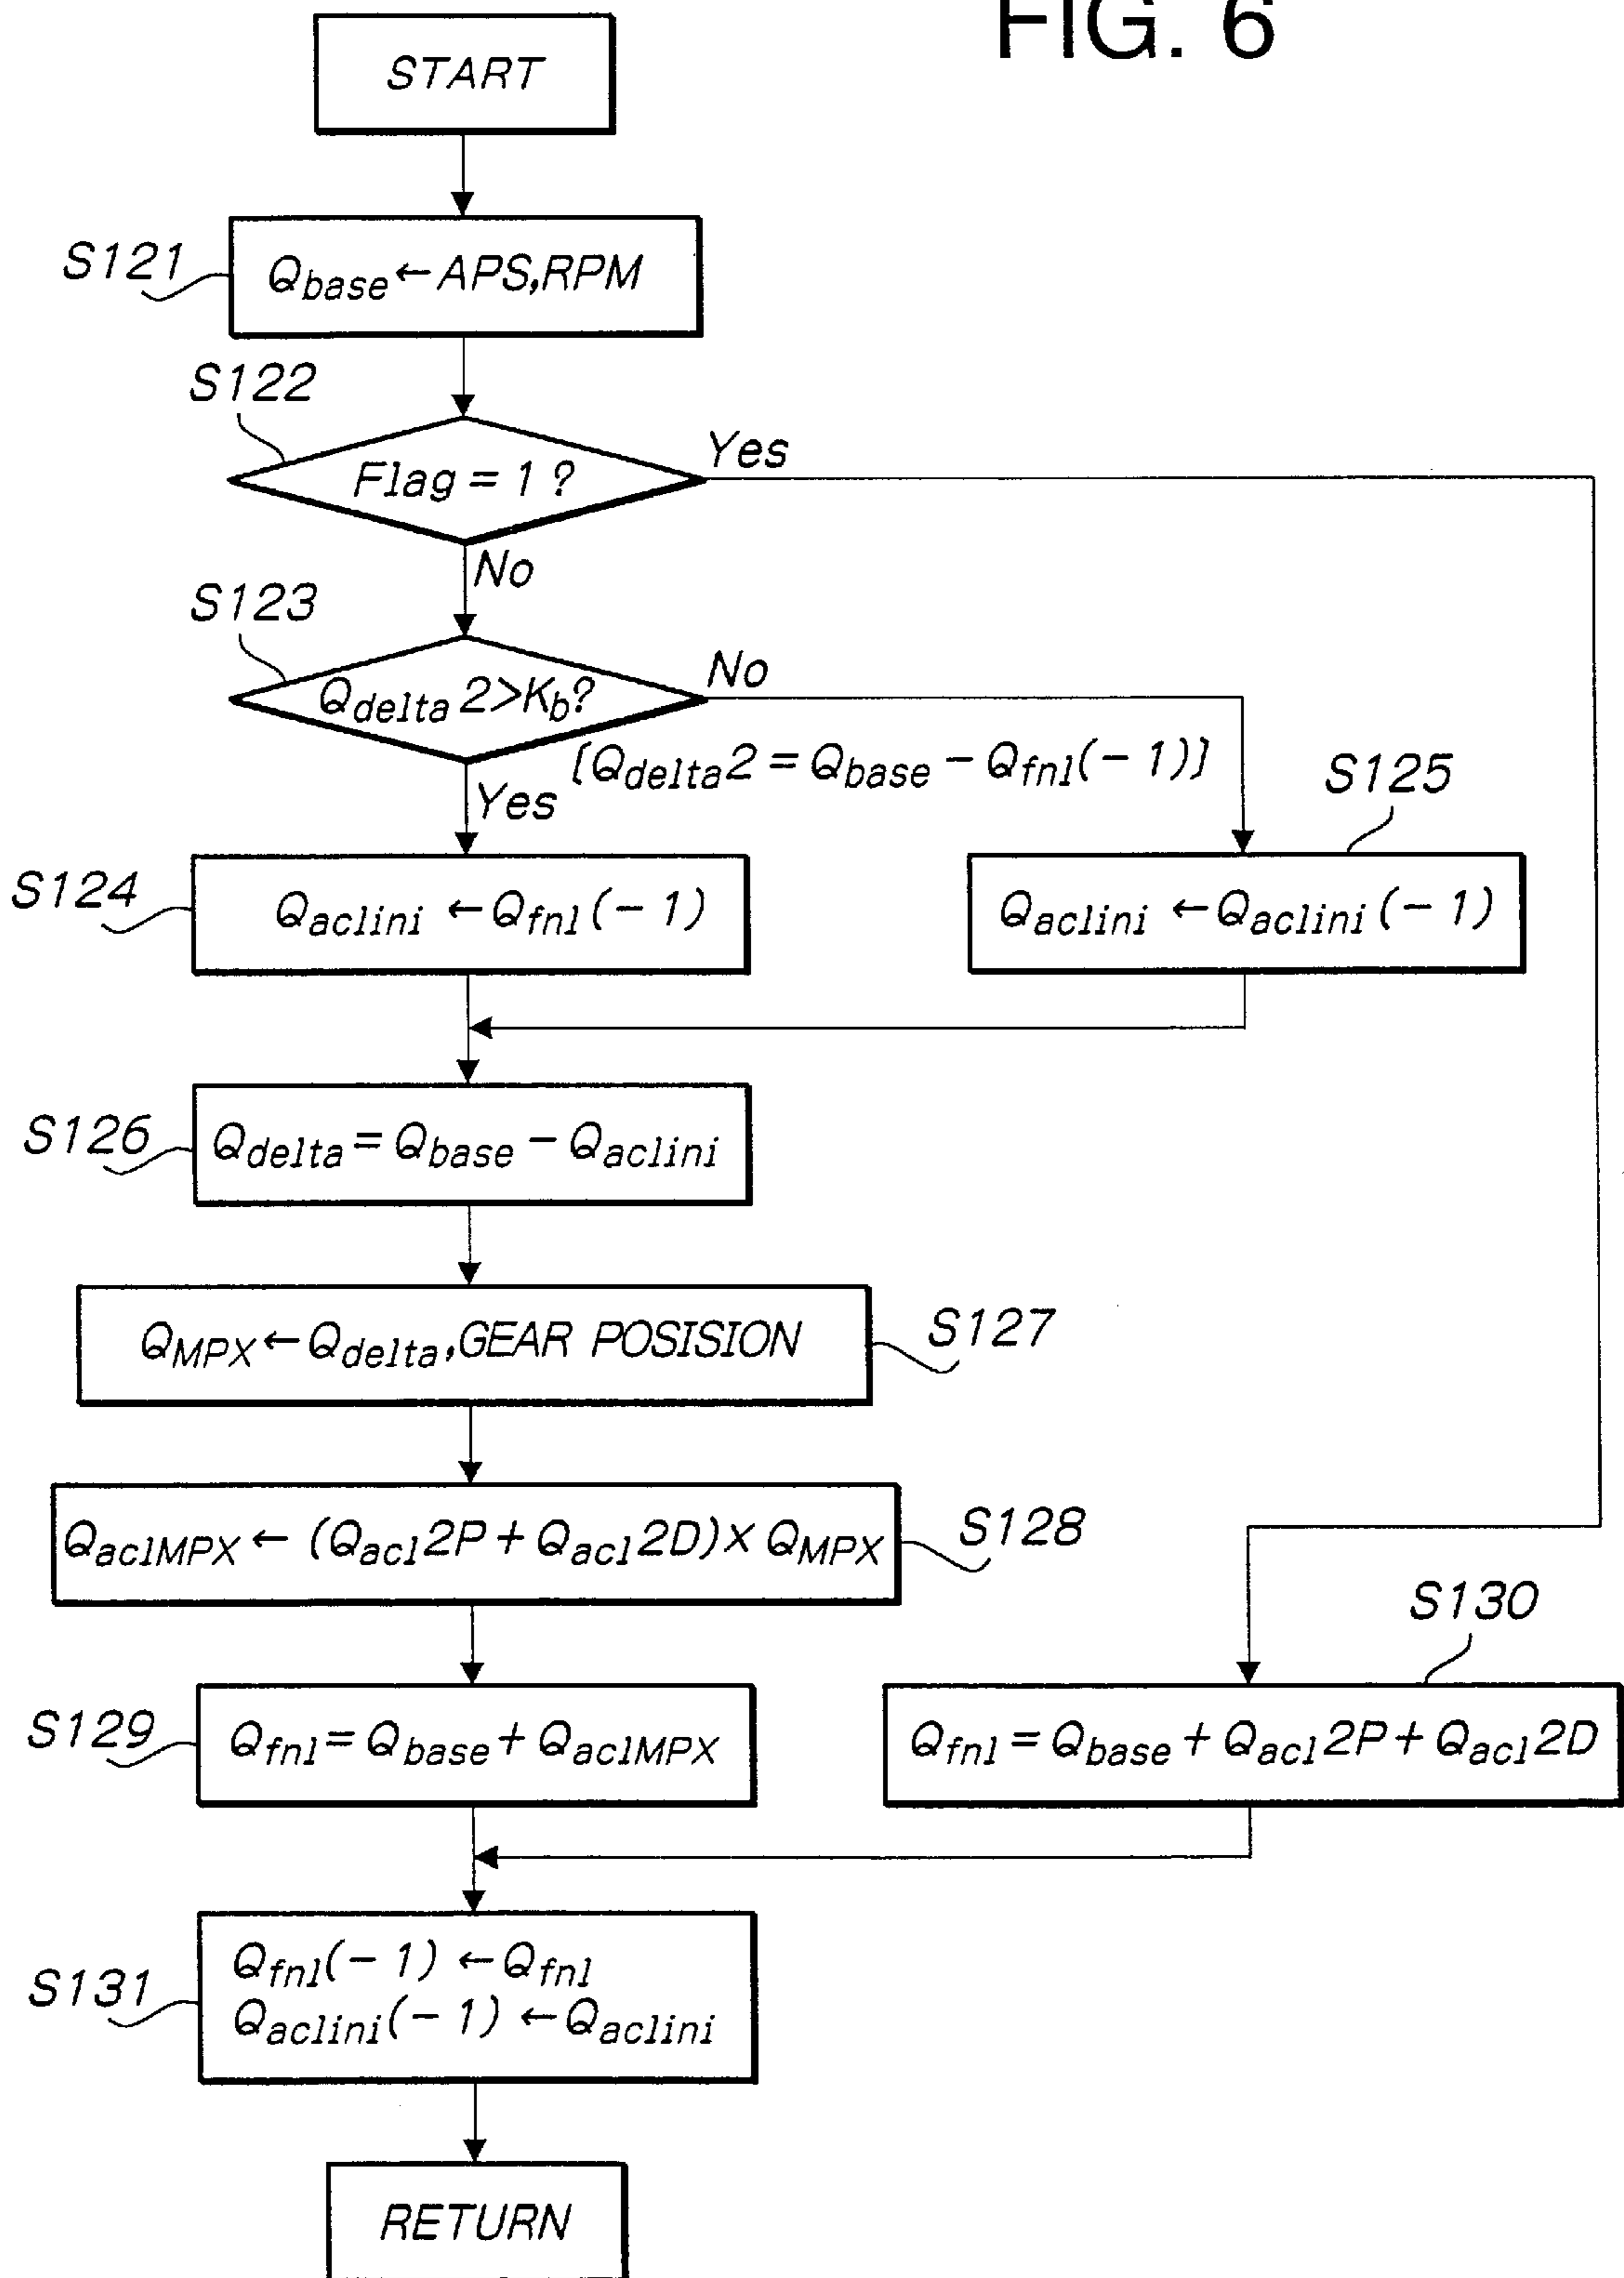 FIG. 6
START
S121
Qbase←APS,RPM
S122
Flag = 1 ?
Yes
No
S123
Qdelta 2>Kb?
No
[Qdelta2 = Qbase - Qfnl(-1)]
Yes
S124
Qaclini ←Qfnl(-1)
S125
Qaclini ←Qaclini(-1)
S126
Qdelta = Qbase - Qaclini
QMPX←Qdelta,GEAR POSISION
S127
QaclMPX← (Qacl2P + Qacl2D)× QMPX
S128
S129
Qfnl = Qbase + QaclMPX
S130
Qfnl = Qbase + Qacl2P + Qacl2D
S131
Qfnl(-1) ←Qfnl
Qaclini(-1) ←Qaclini
RETURN